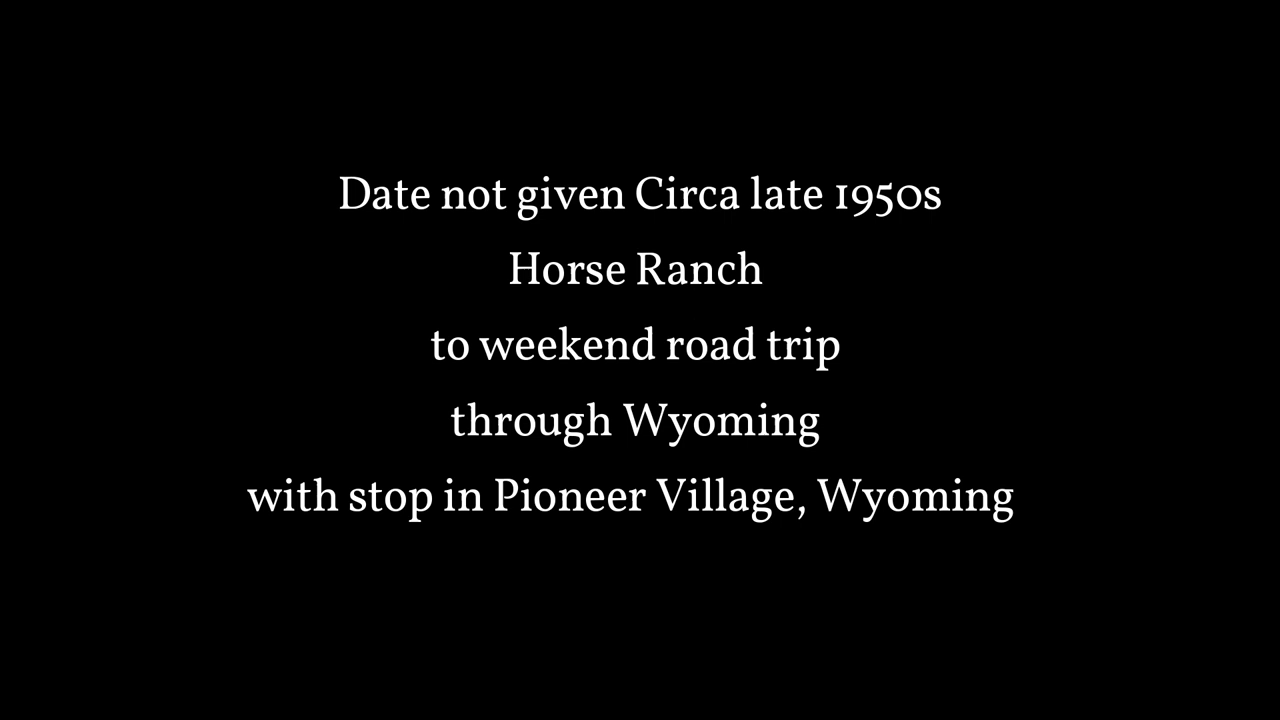 Date not given Circa late 1950s
Horse Ranch
to weekend road trip
through Wyoming
with stop in Pioneer Village, Wyoming